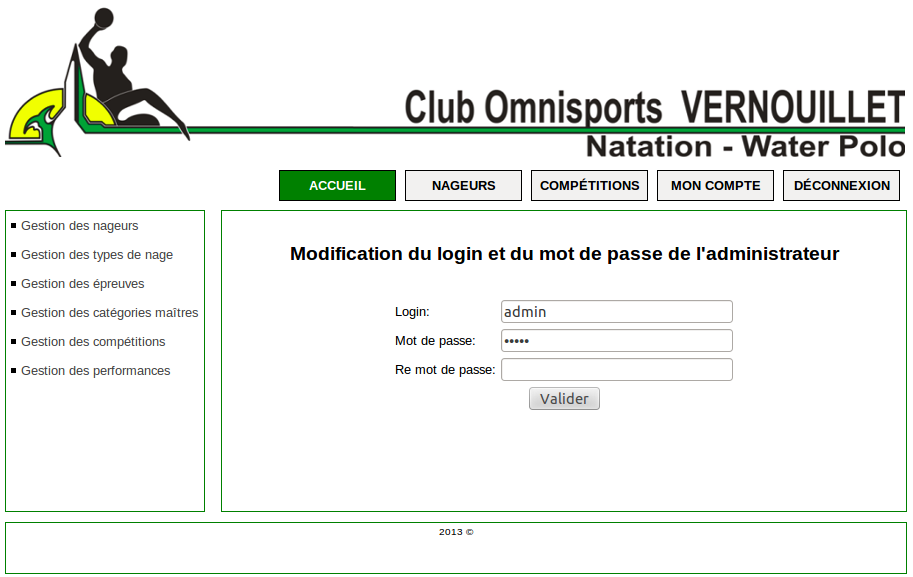 Club Omnisports VERNOUILLET
Natation - Water Polo
ACCUEIL NAGEURS COMPÉTITIONS MON COMPTE DÉCONNEXION
Gestion des nageurs
Gestion des types de nage
Gestion des épreuves
Gestion des catégories maîtres
Gestion des compétitions
Gestion des performances
Modification du login et du mot de passe de l'administrateur
Login: admin
Mot de passe: •••••
Re mot de passe:
Valider
2013 ©